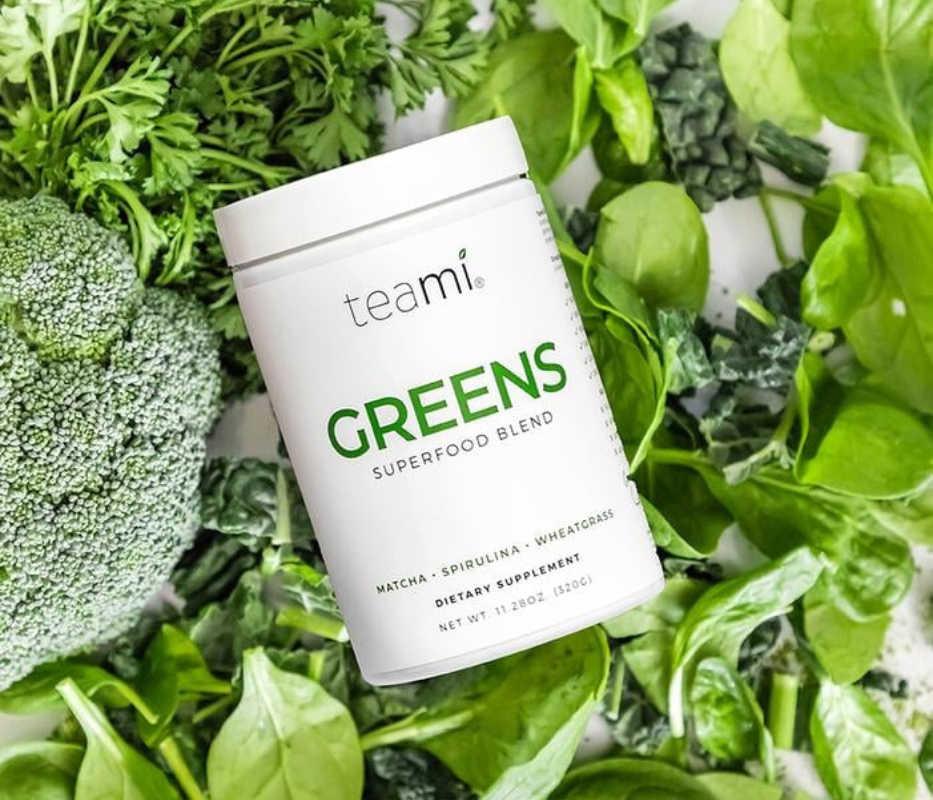 teami®
GREENS
SUPERFOOD BLEND
MATCHA • SPIRULINA • WHEATGRASS
DIETARY SUPPLEMENT
NET WT. 11.28OZ (320G)